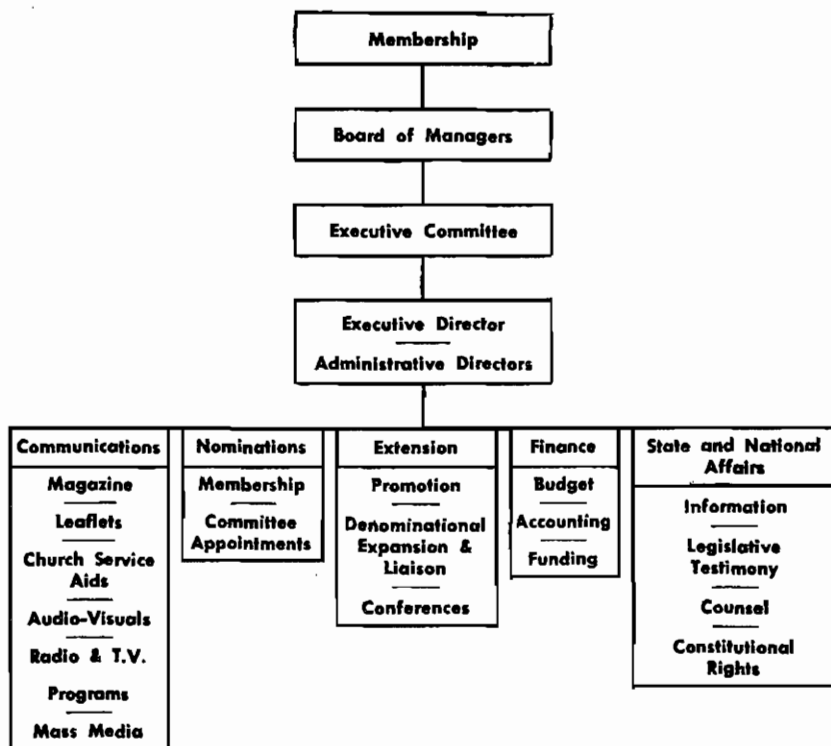 Membership
Board of Managers
Executive Committee
Executive Director
Administrative Directors
Communications
Magazine
Leaflets
Church Service
Aids
Audio-Visuals
Radio & T.V.
Programs
Mass Media
Nominations
Membership
Committee
Appointments
Extension
Promotion
Denominational
Expansion &
Liaison
Conferences
Finance
Budget
Accounting
Funding
State and National
Affairs
Information
Legislative
Testimony
Counsel
Constitutional
Rights